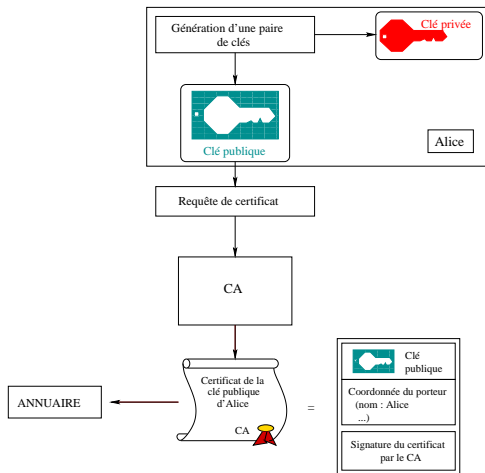 Génération d’une paire
de clés
Clé privée
Clé publique
Alice
Requête de certificat
CA
Certificat de la
clé publique
d’Alice
CA
ANNUAIRE
=
Clé
publique
Coordonnée du porteur
(nom : Alice
...)
Signature du certificat
par le CA